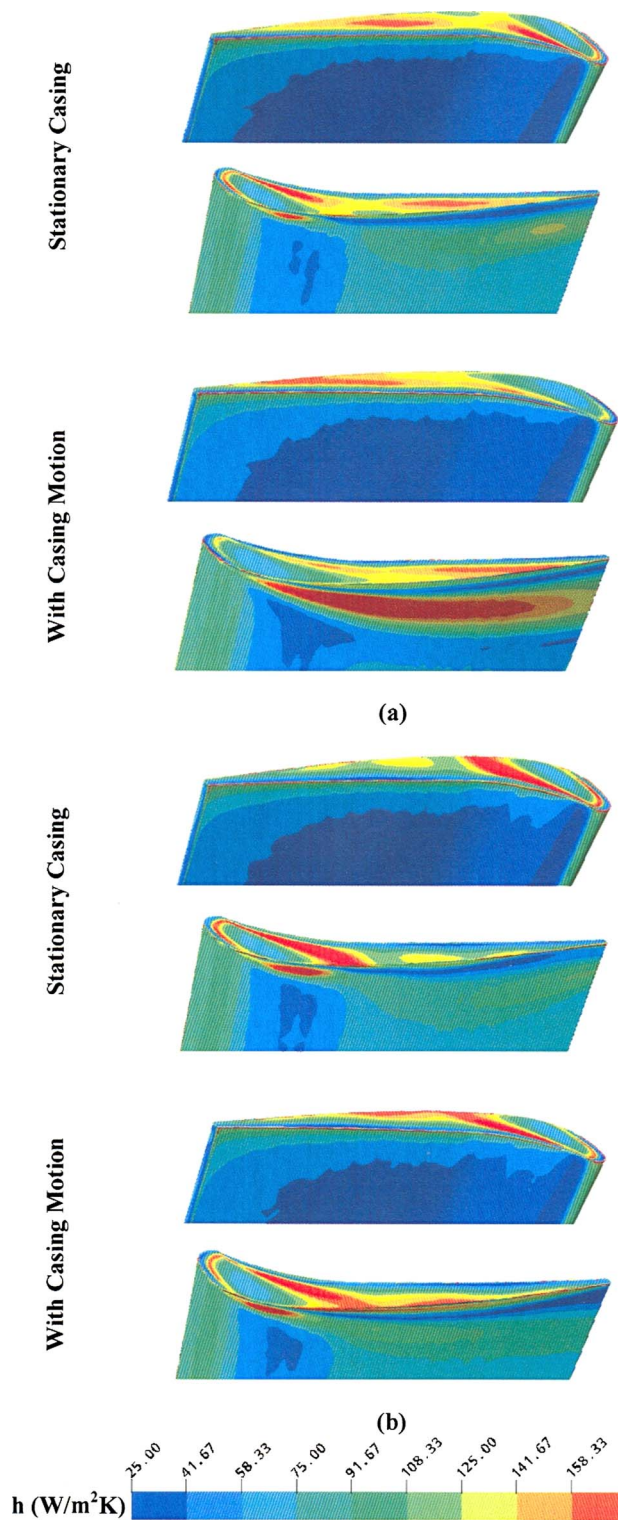 Stationary Casing
With Casing Motion
(a)
Stationary Casing
With Casing Motion
(b)
25.00 41.67 58.33 75.00 91.67 108.33 125.00 141.67 158.33
h (W/m²K)